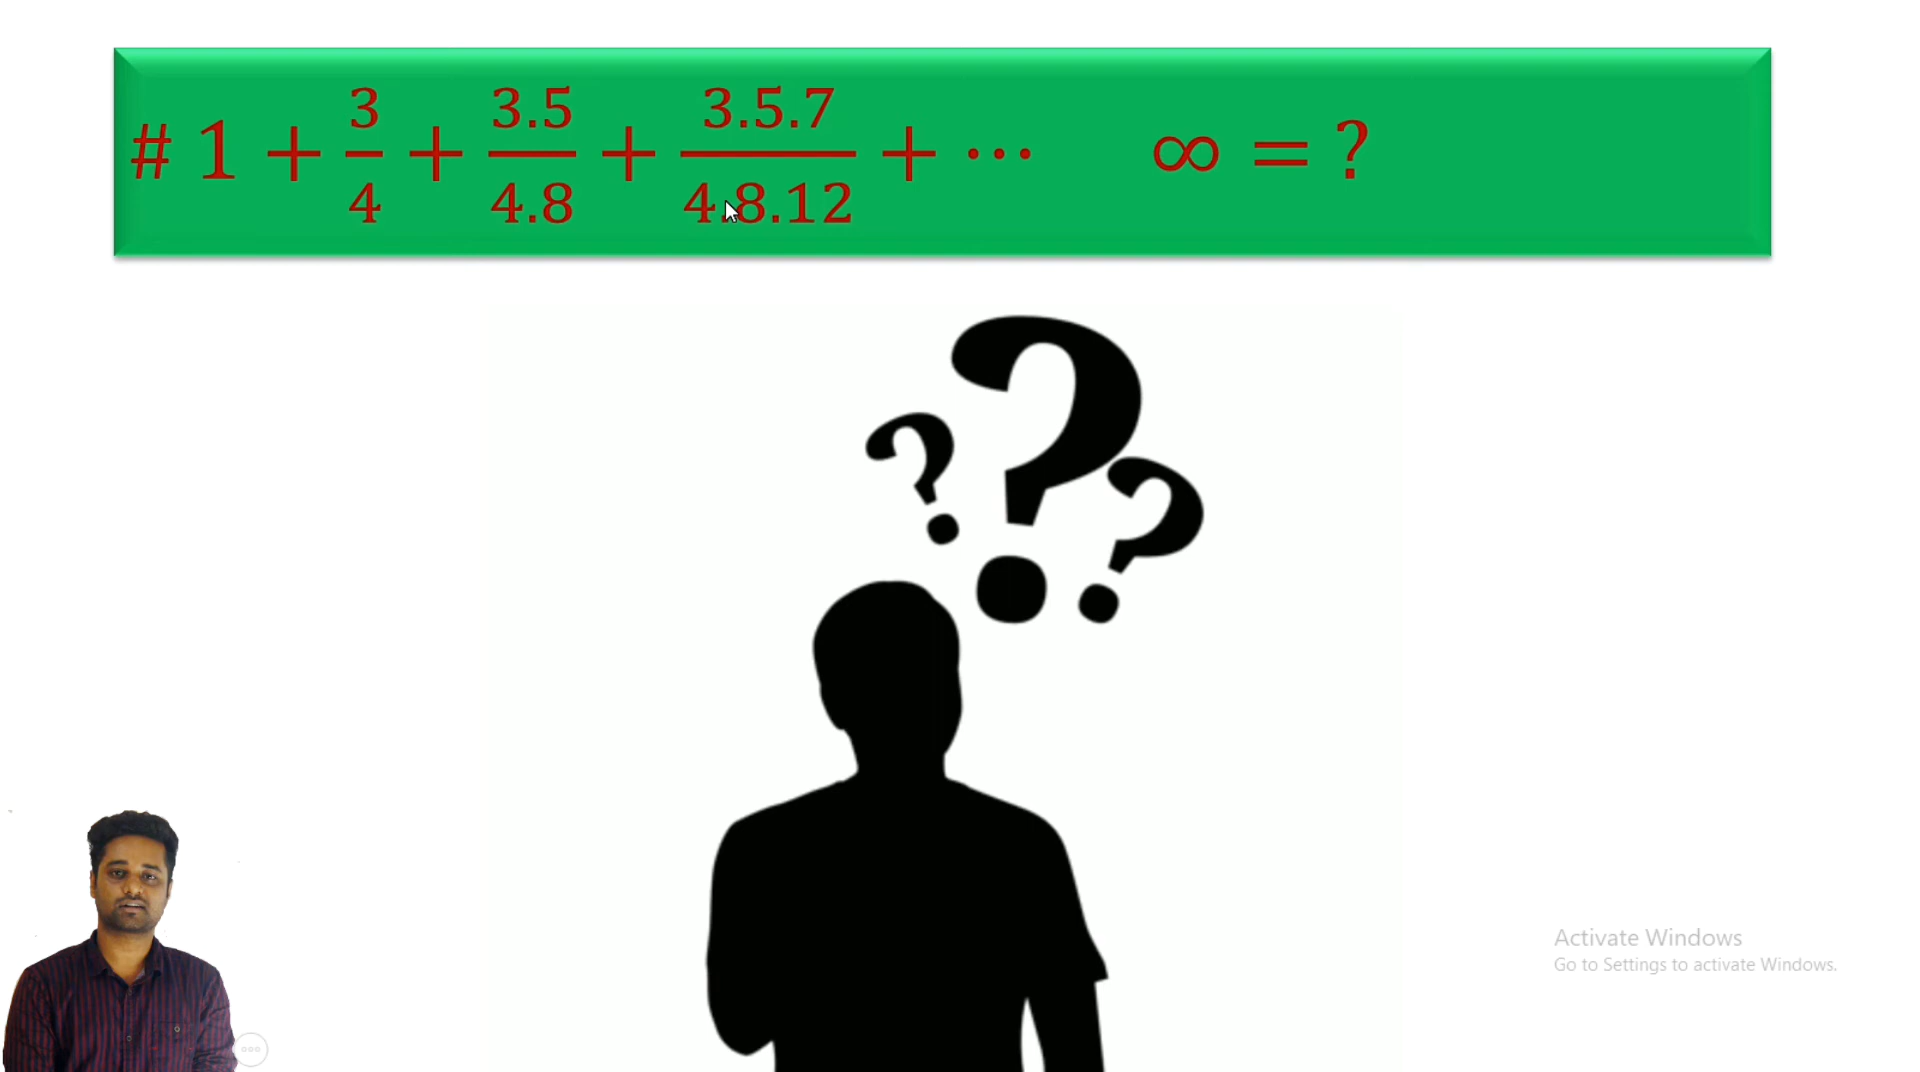 # 1 + 3/4 + 3.5/4.8 + 3.5.7/4.8.12 + ⋯ ∞ = ?
Activate Windows
Go to Settings to activate Windows.